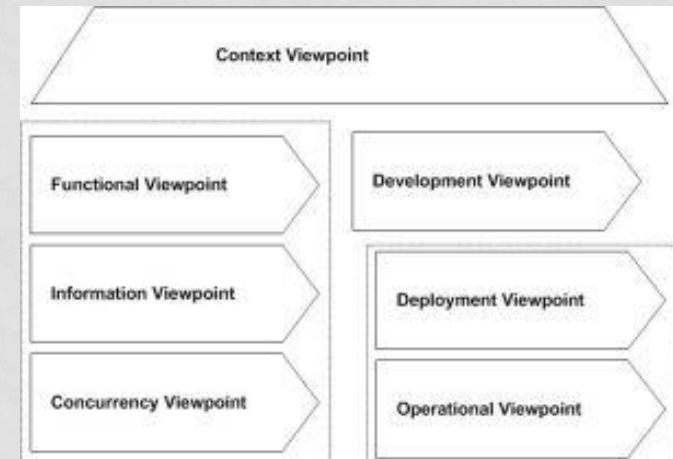 Context Viewpoint
Functional Viewpoint
Development Viewpoint
Information Viewpoint
Deployment Viewpoint
Concurrency Viewpoint
Operational Viewpoint